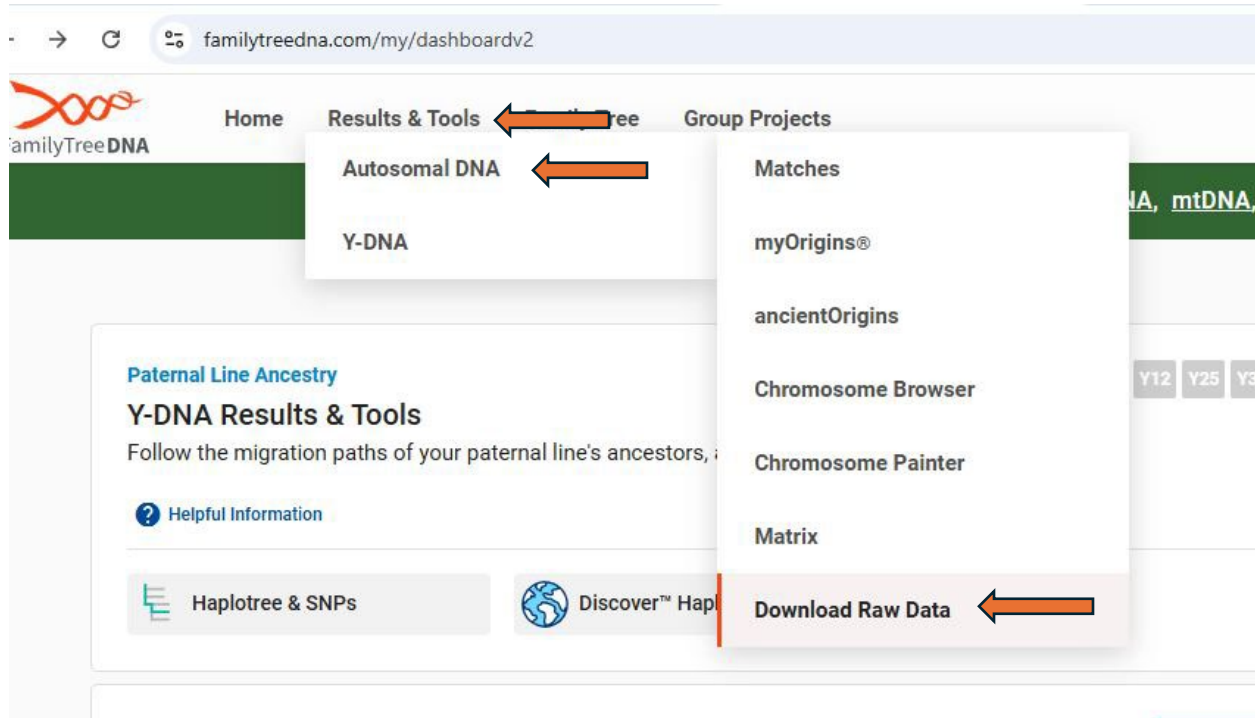 familytreedna.com/my/dashboardv2
FamilyTreeDNA
Home Results & Tools Group Projects
Autosomal DNA
Y-DNA
Matches
myOrigins®
ancientOrigins
Chromosome Browser
Chromosome Painter
Matrix
Download Raw Data
mtDNA,
Paternal Line Ancestry
Y-DNA Results & Tools
Follow the migration paths of your paternal line's ancestors,
Y12 Y25
Helpful Information
Haplotree & SNPs
Discover™